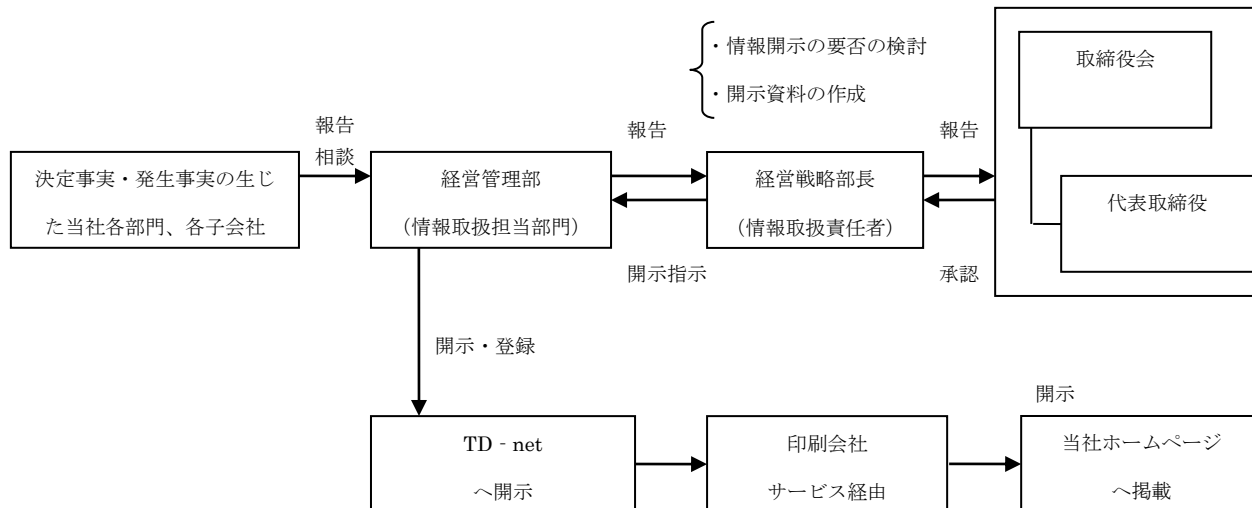 ・情報開示の要否の検討
・開示資料の作成
取締役会
代表取締役
報告
相談
報告
報告
決定事実・発生事実の生じ
た当社各部門、各子会社
経営管理部
(情報取扱担当部門)
経営戦略部長
(情報取扱責任者)
開示指示
承認
開示・登録
開示
TD‐net
へ開示
印刷会社
サービス経由
当社ホームページ
へ掲載